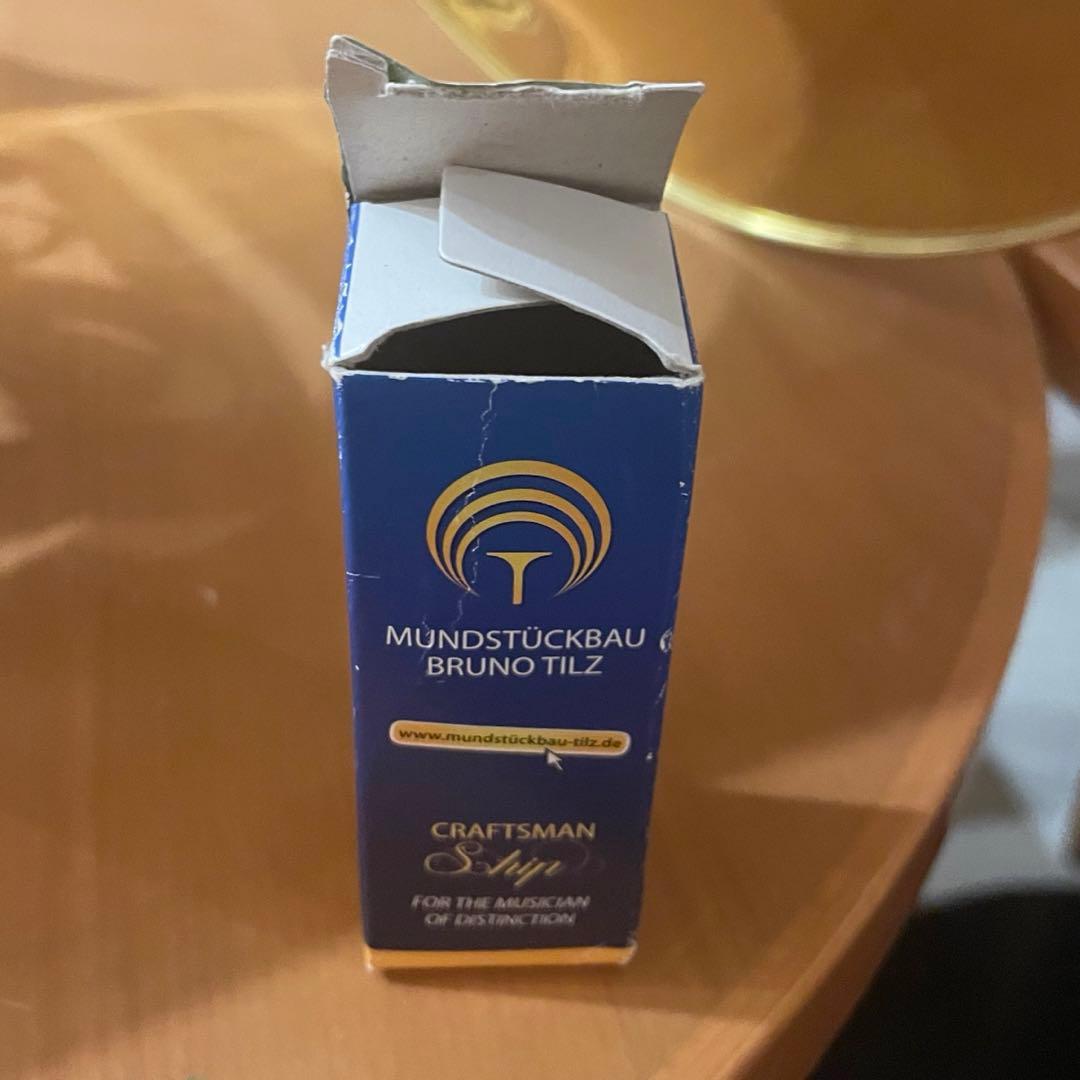 MUNDSTÜCKBAU
BRUNO TILZ
www.mundstückbau-tilz.de
CRAFTSMAN
Ship
FOR THE MUSICIAN
OF DISTINCTION